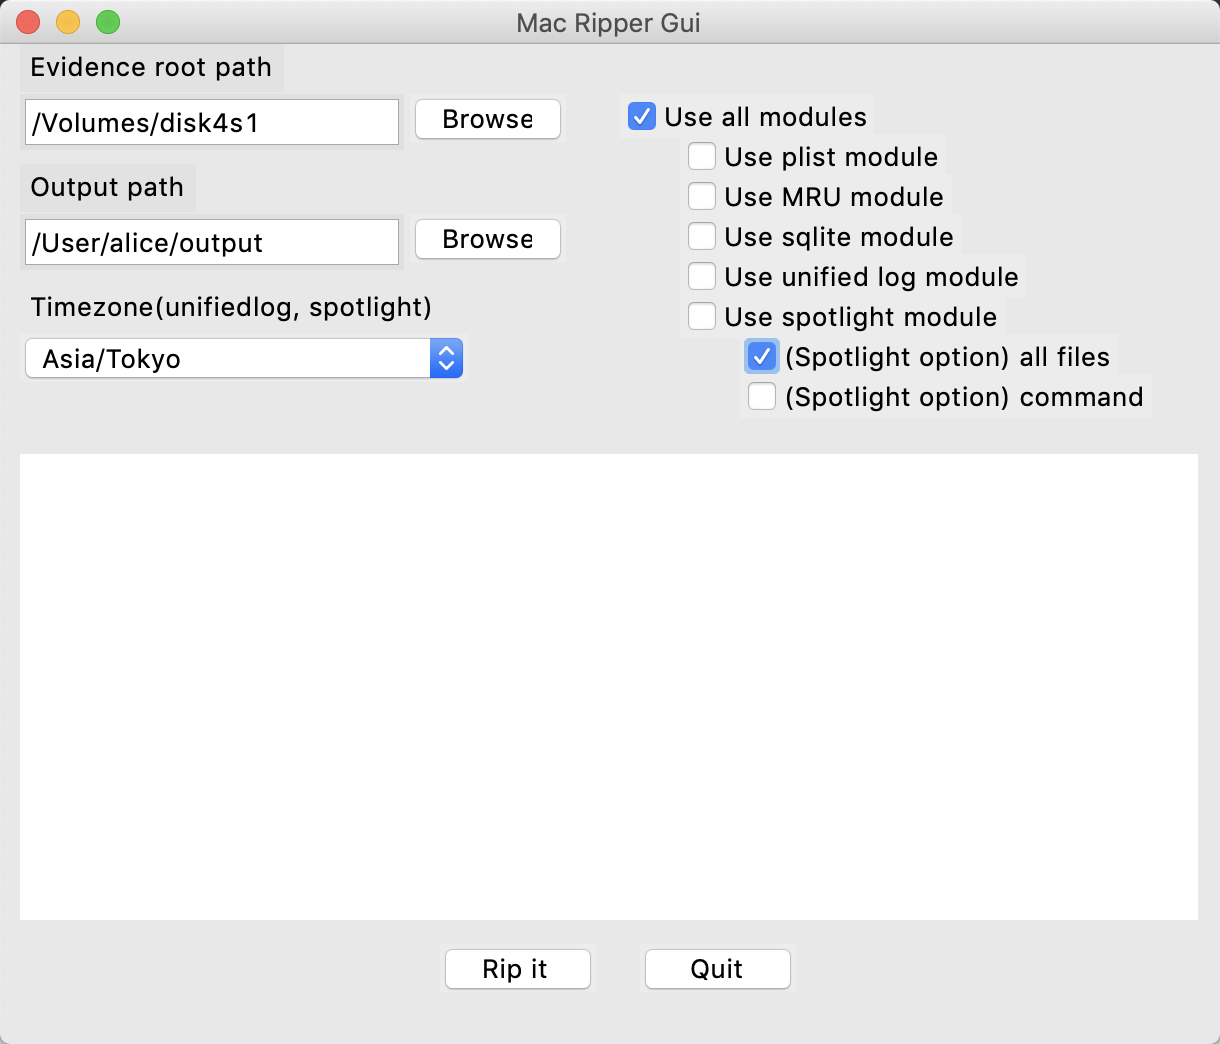 Mac Ripper Gui
Evidence root path
/Volumes/disk4s1
Browse
Output path
/User/alice/output
Browse
Timezone(unifiedlog, spotlight)
Asia/Tokyo
Use all modules
Use plist module
Use MRU module
Use sqlite module
Use unified log module
Use spotlight module
(Spotlight option) all files
(Spotlight option) command
Rip it
Quit